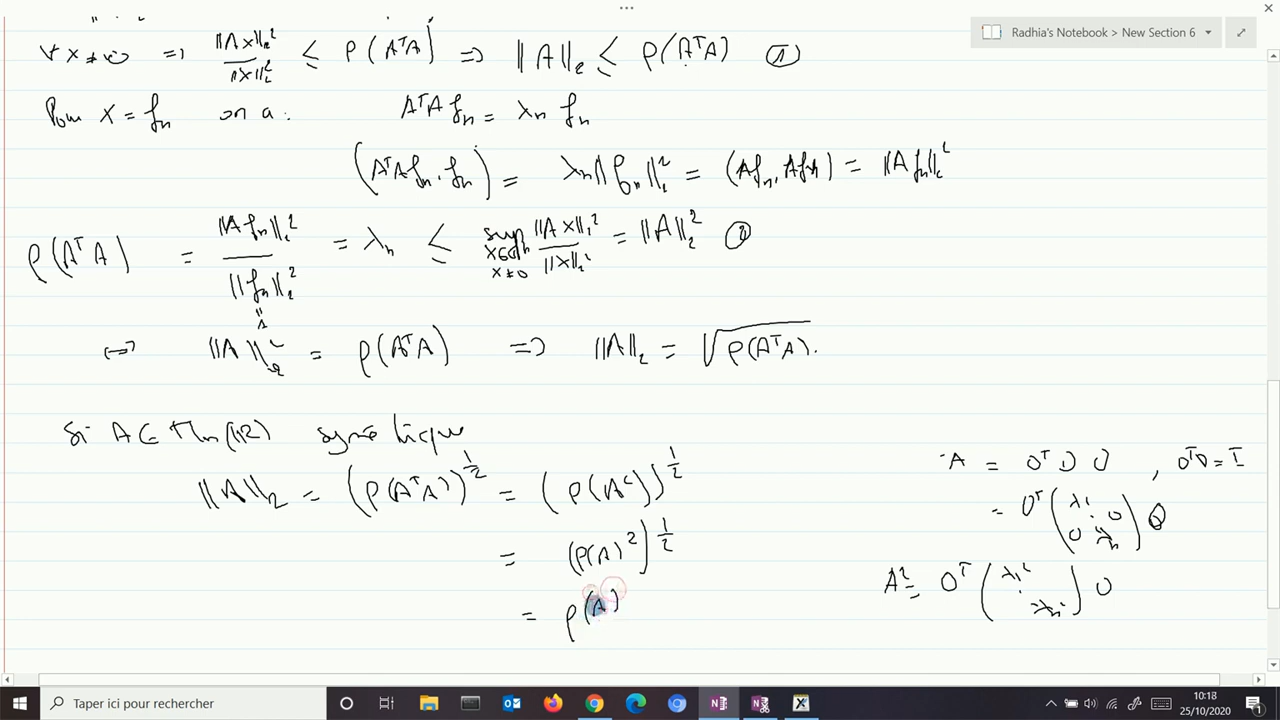 Radhia's Notebook > New Section 6
∀ x ≠ 0 ⇒ ‖Ax‖₂² / ‖x‖₂² ≤ ρ(AᵀA) ⇒ ‖A‖₂ ≤ ρ(AᵀA) ①
Pour x = fₙ on a : AᵀA fₙ = λₙ fₙ
(AᵀA fₙ, fₙ) = λₙ ‖fₙ‖₂² = (Afₙ, Afₙ) = ‖Afₙ‖₂²
ρ(AᵀA) = ‖Afₙ‖₂² / ‖fₙ‖₂² = λₙ ≤ sup x≠0 ‖Ax‖₂² / ‖x‖₂² = ‖A‖₂² ②
‖A‖₂² = ρ(AᵀA) ⇒ ‖A‖₂ = √ρ(AᵀA).
Si A ∈ Mn(IR) symétrique
‖A‖₂ = (ρ(AᵀA))^½ = (ρ(A²))^½
= (ρ(A)²)^½
= ρ(A)
A = OᵀDO, OᵀO = I
= Oᵀ (λ₁ 0 0 λₙ) O
A² = Oᵀ (λ₁² λₙ²) O
Taper ici pour rechercher
10:18
25/10/2020